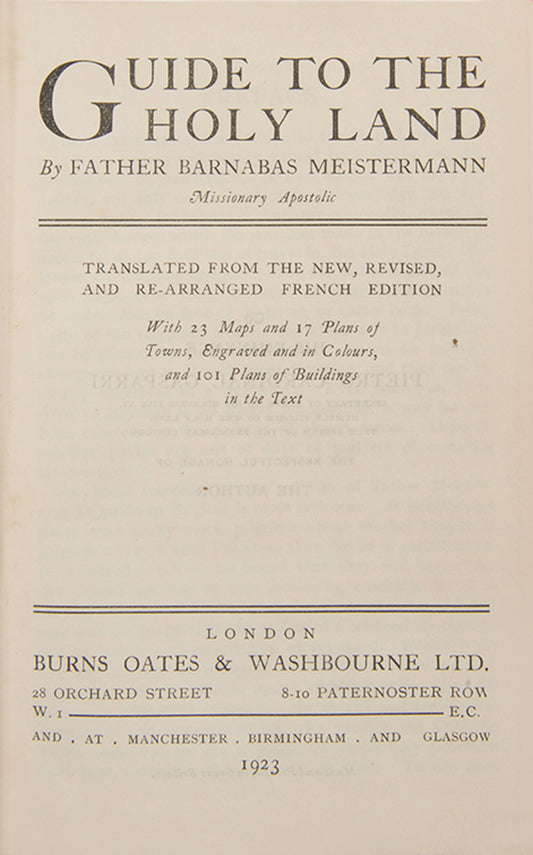 GUIDE TO THE
HOLY LAND
By FATHER BARNABAS MEISTERMANN
Missionary Apostolic
TRANSLATED FROM THE NEW, REVISED,
AND RE-ARRANGED FRENCH EDITION
With 23 Maps and 17 Plans of
Towns, Engraved and in Colours,
and 101 Plans of Buildings
in the Text
LONDON
BURNS OATES & WASHBOURNE LTD.
28 ORCHARD STREET 8-10 PATERNOSTER ROW
W. 1 E.C.
AND . AT . MANCHESTER . BIRMINGHAM . AND GLASGOW
1923